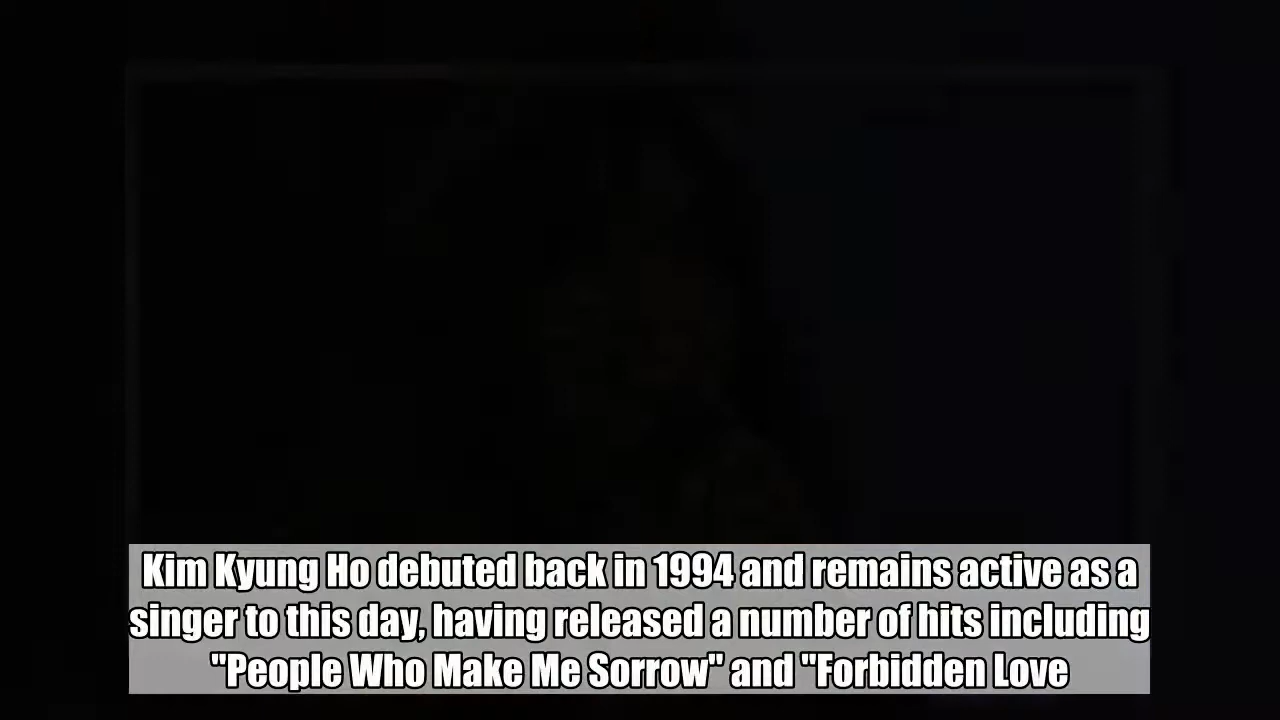 Kim Kyung Ho debuted back in 1994 and remains active as a
singer to this day, having released a number of hits including
"People Who Make Me Sorrow" and "Forbidden Love